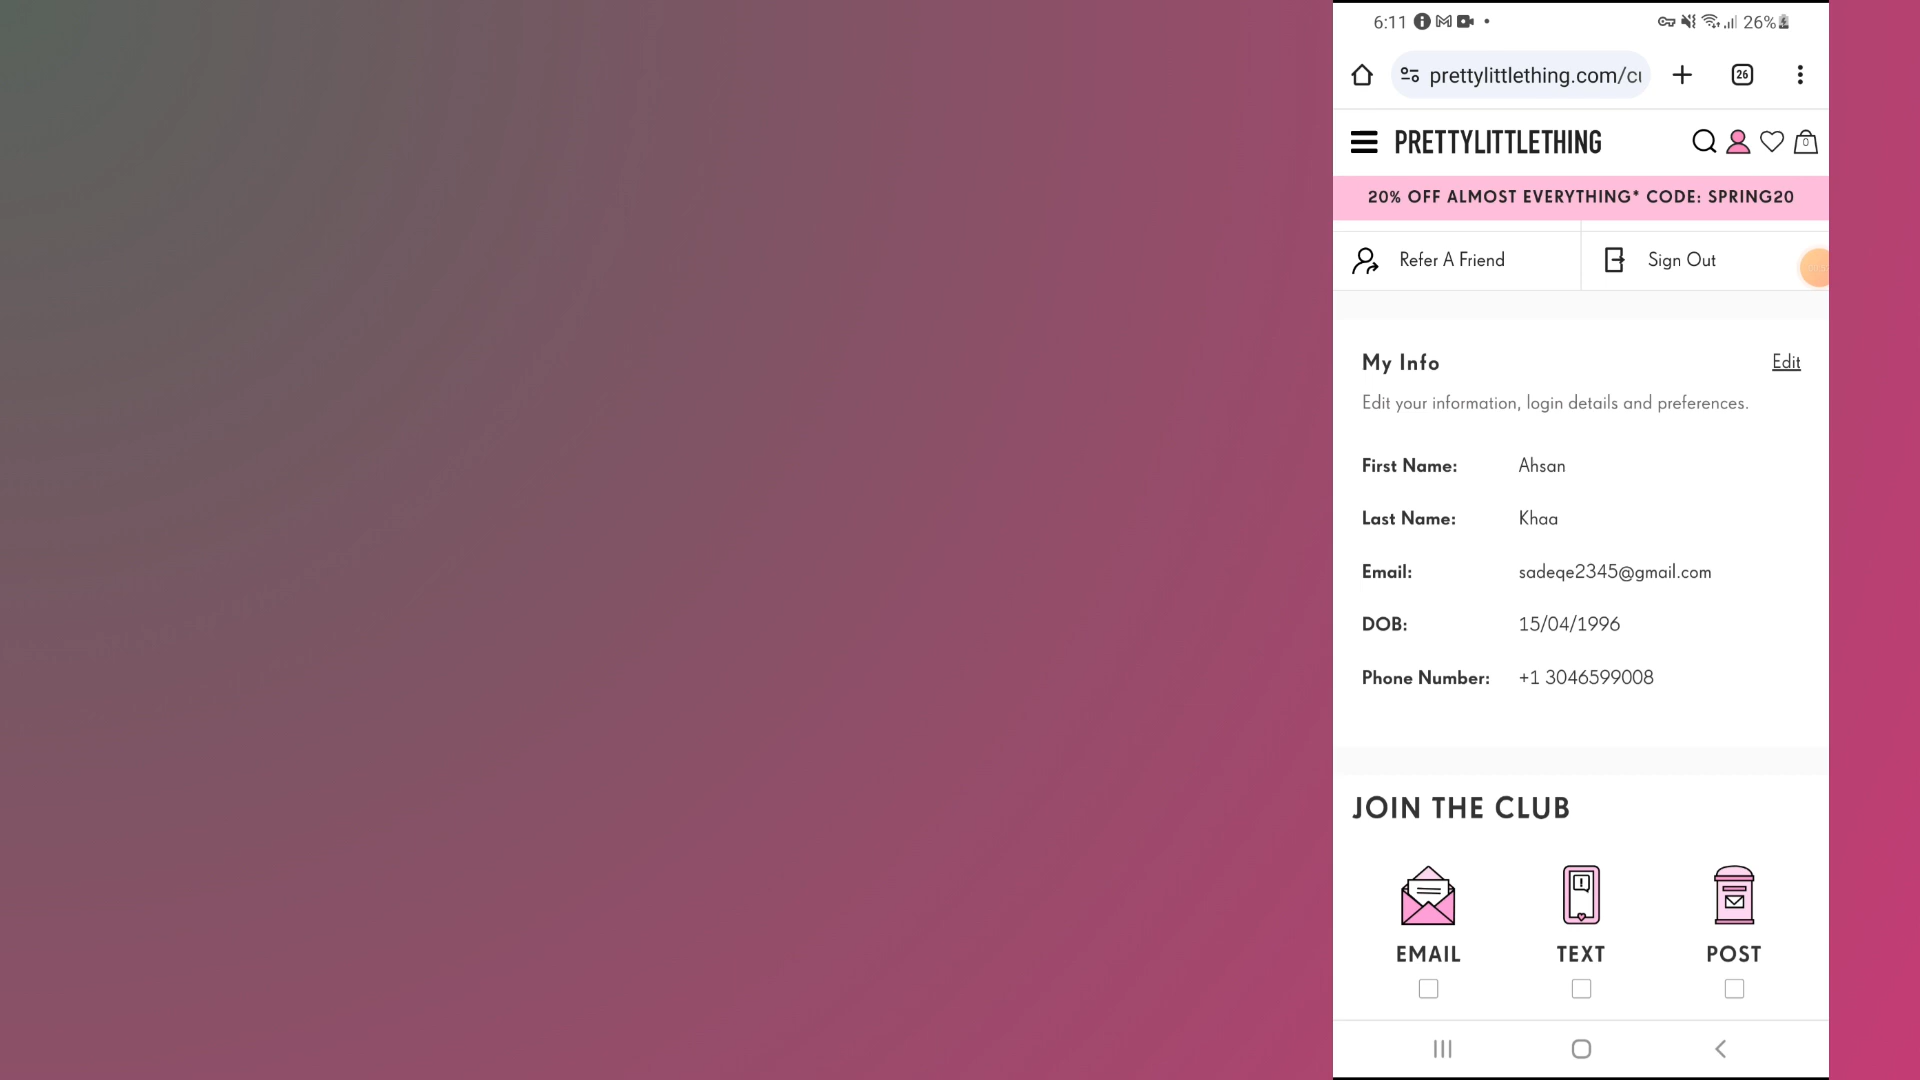 6:11 26%
prettylittlething.com/cu 26
PRETTYLITTLETHING 0
20% OFF ALMOST EVERYTHING* CODE: SPRING20
Refer A Friend Sign Out
My Info Edit
Edit your information, login details and preferences.
First Name: Ahsan
Last Name: Khaa
Email: sadeqe2345@gmail.com
DOB: 15/04/1996
Phone Number: +1 3046599008
JOIN THE CLUB
EMAIL TEXT POST